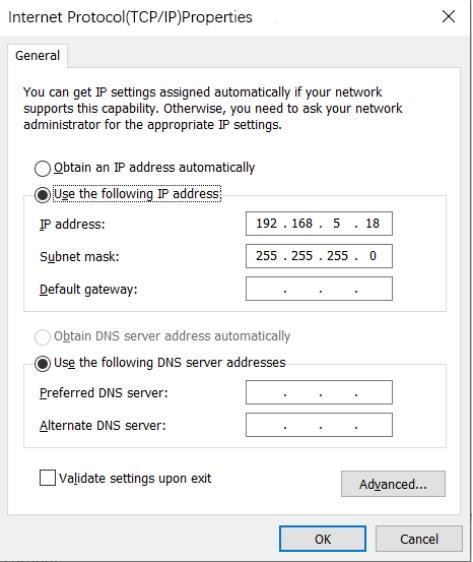 Internet Protocol(TCP/IP)Properties
General
You can get IP settings assigned automatically if your network
supports this capability. Otherwise, you need to ask your network
administrator for the appropriate IP settings.
Obtain an IP address automatically
Use the following IP address
IP address: 192 . 168 . 5 . 18
Subnet mask: 255 . 255 . 255 . 0
Default gateway: . . .
Obtain DNS server address automatically
Use the following DNS server addresses
Preferred DNS server: . . .
Alternate DNS server: . . .
Validate settings upon exit
Advanced...
OK Cancel